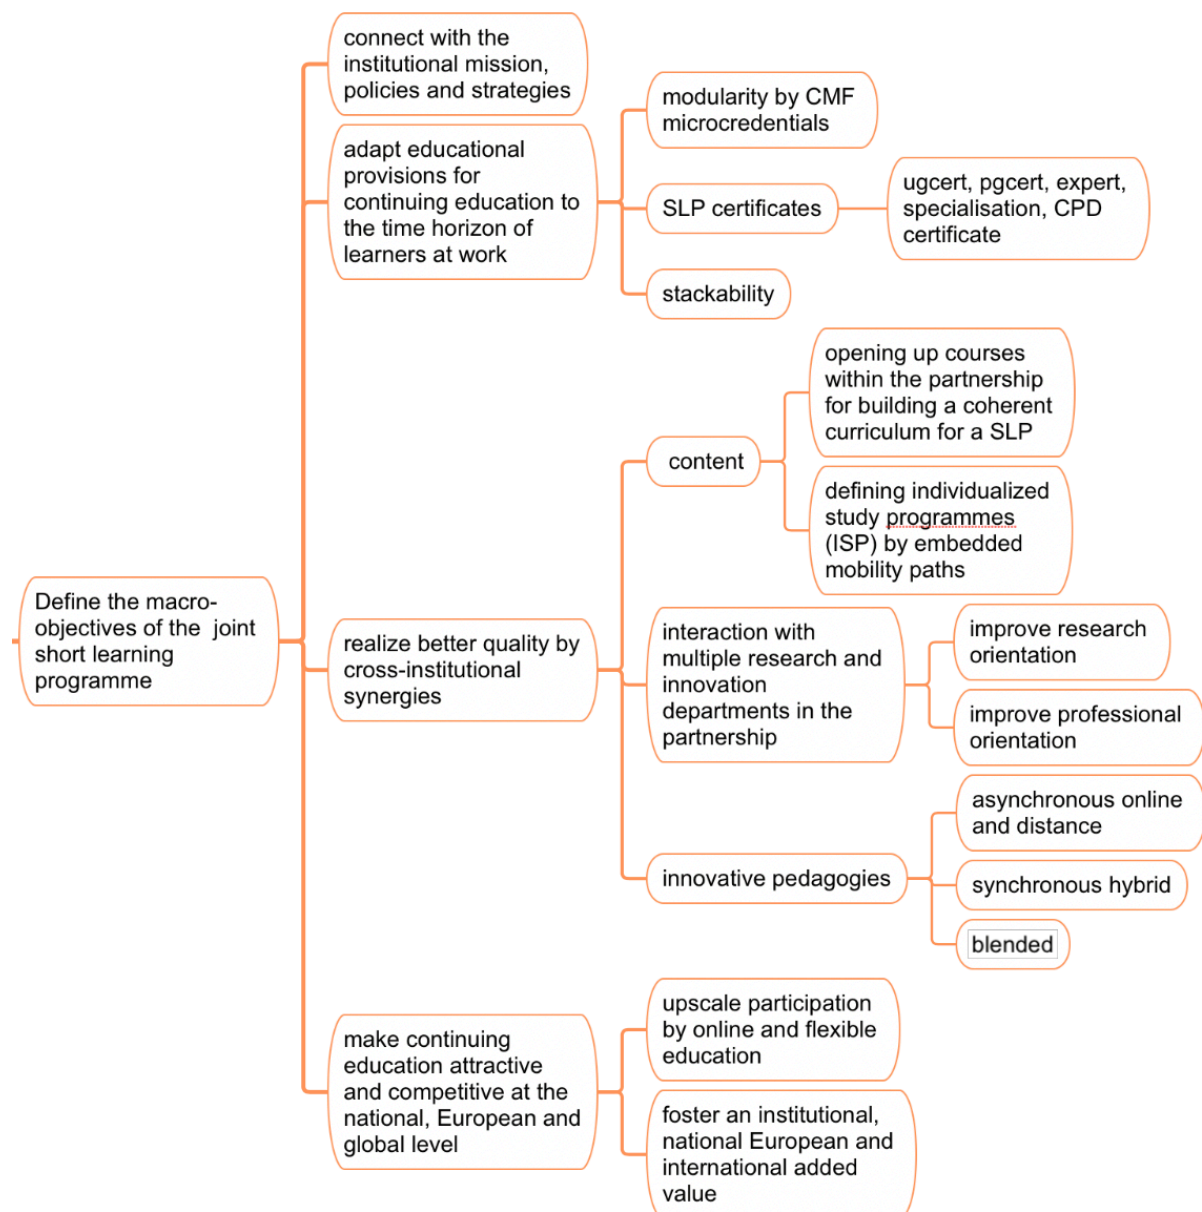 connect with the
institutional mission,
policies and strategies
adapt educational
provisions for
continuing education to
the time horizon of
learners at work
modularity by CMF
microcredentials
SLP certificates
ugcert, pgcert, expert,
specialisation, CPD
certificate
stackability
Define the macro-
objectives of the joint
short learning
programme
realize better quality by
cross-institutional
synergies
content
opening up courses
within the partnership
for building a coherent
curriculum for a SLP
defining individualized
study programmes
(ISP) by embedded
mobility paths
interaction with
multiple research and
innovation
departments in the
partnership
improve research
orientation
improve professional
orientation
innovative pedagogies
asynchronous online
and distance
synchronous hybrid
blended
make continuing
education attractive
and competitive at the
national, European and
global level
upscale participation
by online and flexible
education
foster an institutional,
national European and
international added
value